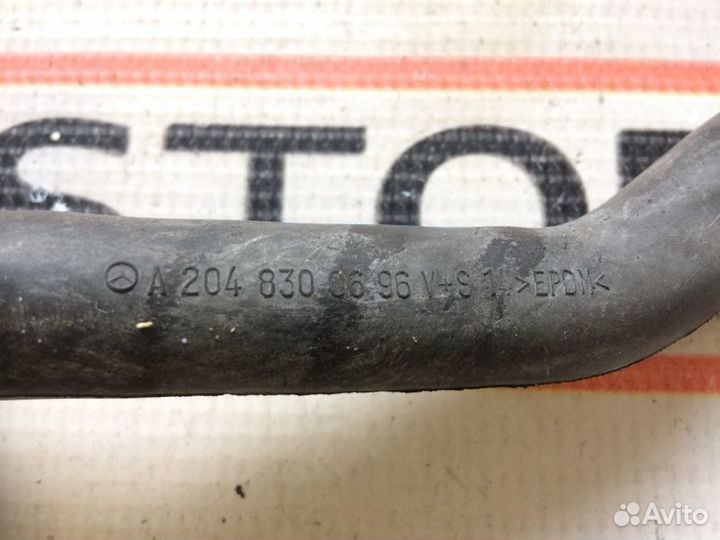 STO
A 204 830 06 96 V+S 14 >EPDM<
Avito